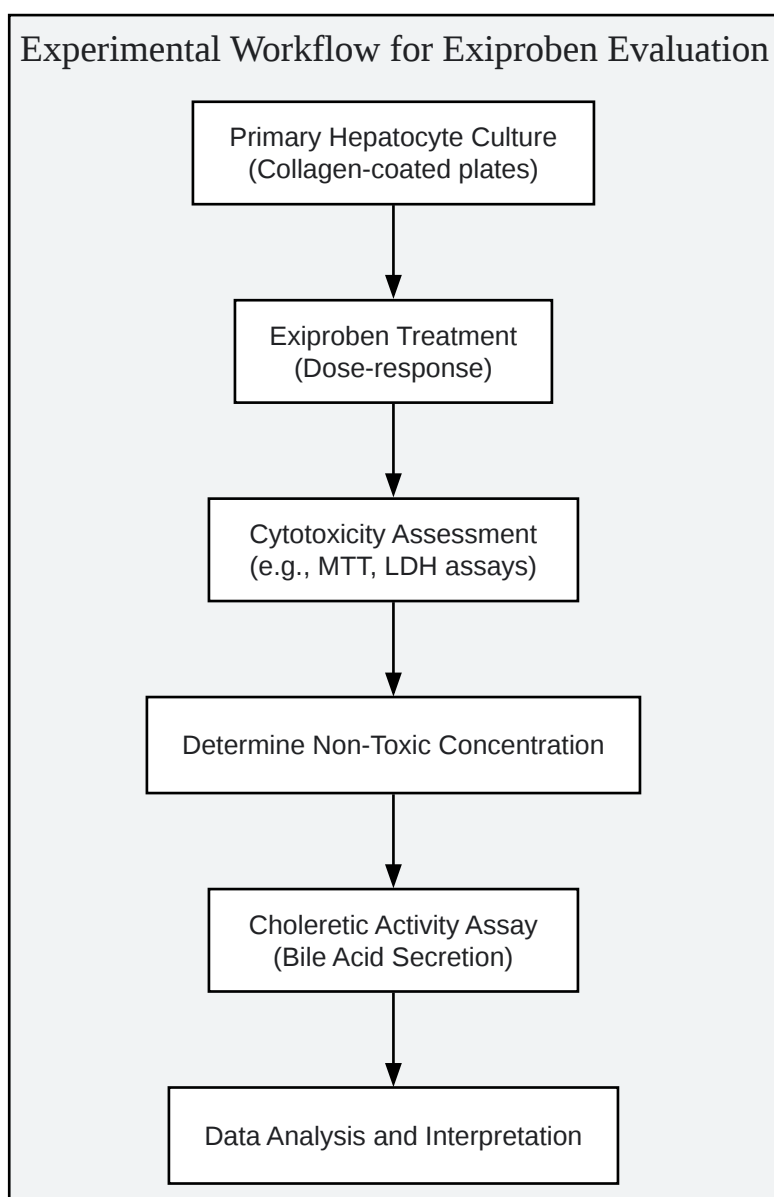 Experimental Workflow for Exiproben Evaluation
Primary Hepatocyte Culture
(Collagen-coated plates)
Exiproben Treatment
(Dose-response)
Cytotoxicity Assessment
(e.g., MTT, LDH assays)
Determine Non-Toxic Concentration
Choleretic Activity Assay
(Bile Acid Secretion)
Data Analysis and Interpretation